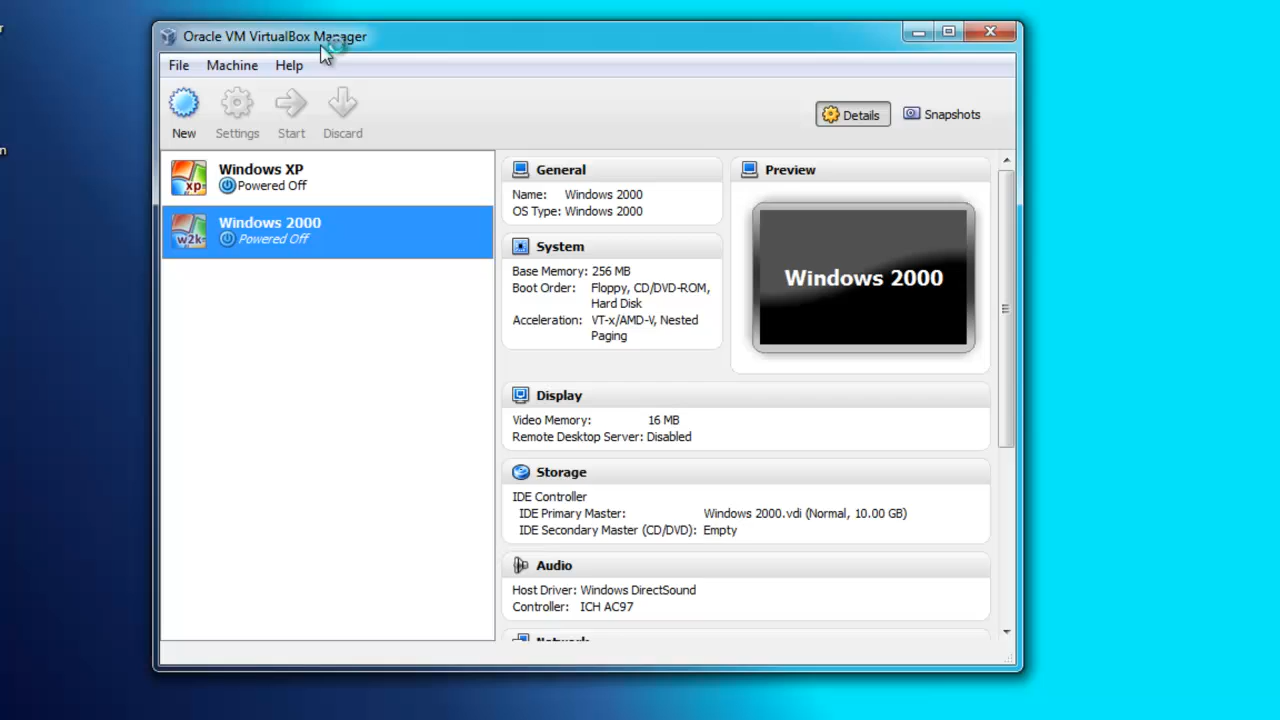 r
n
Oracle VM VirtualBox Manager
File Machine Help
New Settings Start Discard
Details Snapshots
xp
Windows XP
Powered Off
w2k
Windows 2000
Powered Off
General
Name: Windows 2000
OS Type: Windows 2000
System
Base Memory: 256 MB
Boot Order: Floppy, CD/DVD-ROM,
Hard Disk
Acceleration: VT-x/AMD-V, Nested
Paging
Preview
Windows 2000
Display
Video Memory: 16 MB
Remote Desktop Server: Disabled
Storage
IDE Controller
IDE Primary Master: Windows 2000.vdi (Normal, 10.00 GB)
IDE Secondary Master (CD/DVD): Empty
Audio
Host Driver: Windows DirectSound
Controller: ICH AC97
Network